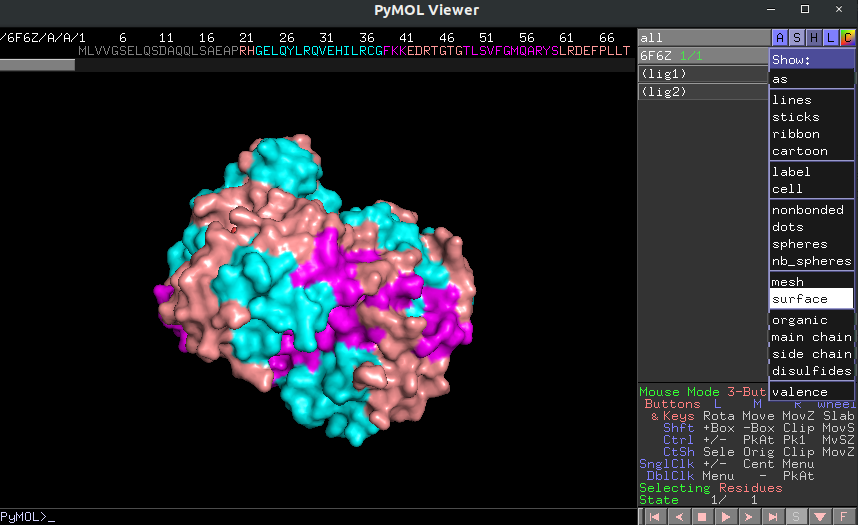 PyMOL Viewer
/6F6Z/A/A/1 6 11 16 21 26 31 36 41 46 51 56 61 66
MLVVGSELQSDAQQLSAEAPRHGELQYLRQVEHILRCGFKKEDRTGTGTLSVFGMQARYSLRDEFPLLT
all A S H L C
6F6Z 1/1
(lig1)
(lig2)
Show:
as
lines
sticks
ribbon
cartoon
label
cell
nonbonded
dots
spheres
nb_spheres
mesh
surface
organic
main chain
side chain
disulfides
valence
Mouse Mode 3-But
Buttons L M R Wheel
& Keys Rota Move MovZ Slab
Shft +Box -Box Clip MovS
Ctrl +/- PkAt Pk1 MvSZ
CtSh Sele Orig Clip MovZ
SnglClk +/- Cent Menu
DblClk Menu - PkAt
Selecting Residues
State 1/ 1
PyMOL>_
S F